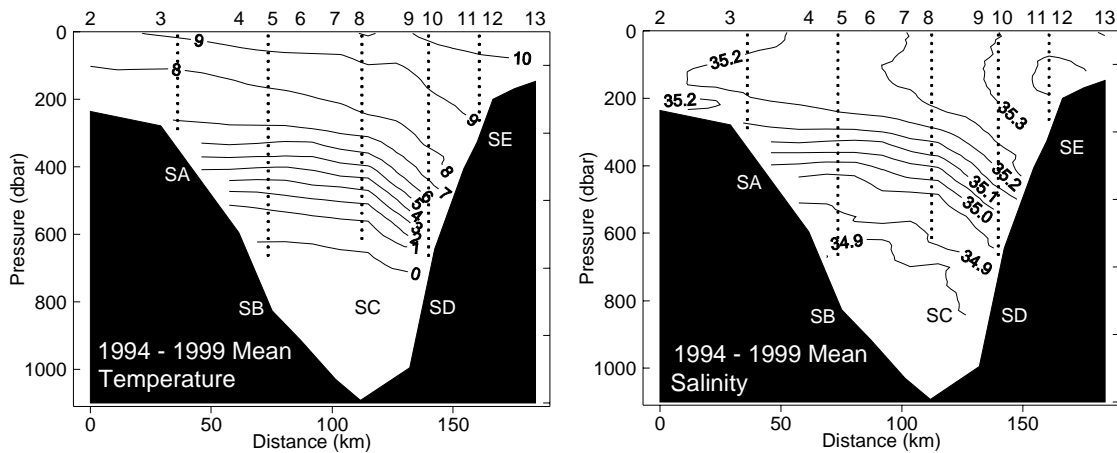 2 3 4 5 6 7 8 9 10 11 12 13
0
200
400
600
800
1000
Pressure (dbar)
9
10
8
9
8
7
6
5
4
3
2
1
0
SA
SB
SC
SD
SE
1994 - 1999 Mean
Temperature
0 50 100 150
Distance (km)
2 3 4 5 6 7 8 9 10 11 12 13
0
200
400
600
800
1000
Pressure (dbar)
35.2
35.2
35.3
35.2
35.1
35.0
34.9
34.9
SA
SB
SC
SD
SE
1994 - 1999 Mean
Salinity
0 50 100 150
Distance (km)